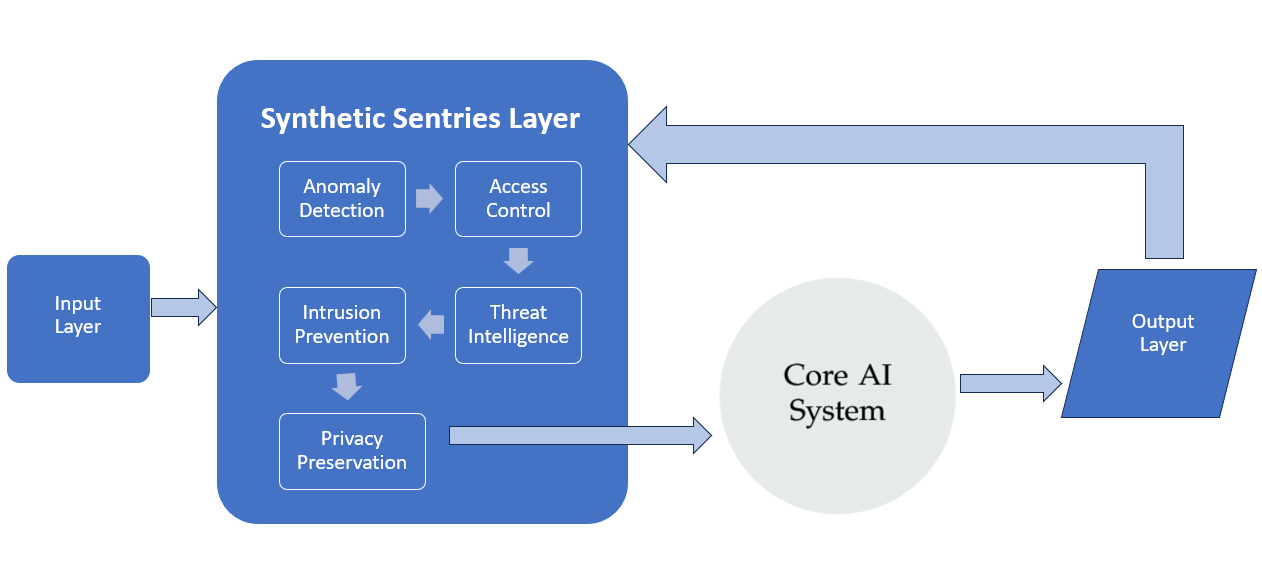 Synthetic Sentries Layer
Anomaly
Detection
Access
Control
Threat
Intelligence
Intrusion
Prevention
Privacy
Preservation
Input
Layer
Core AI
System
Output
Layer